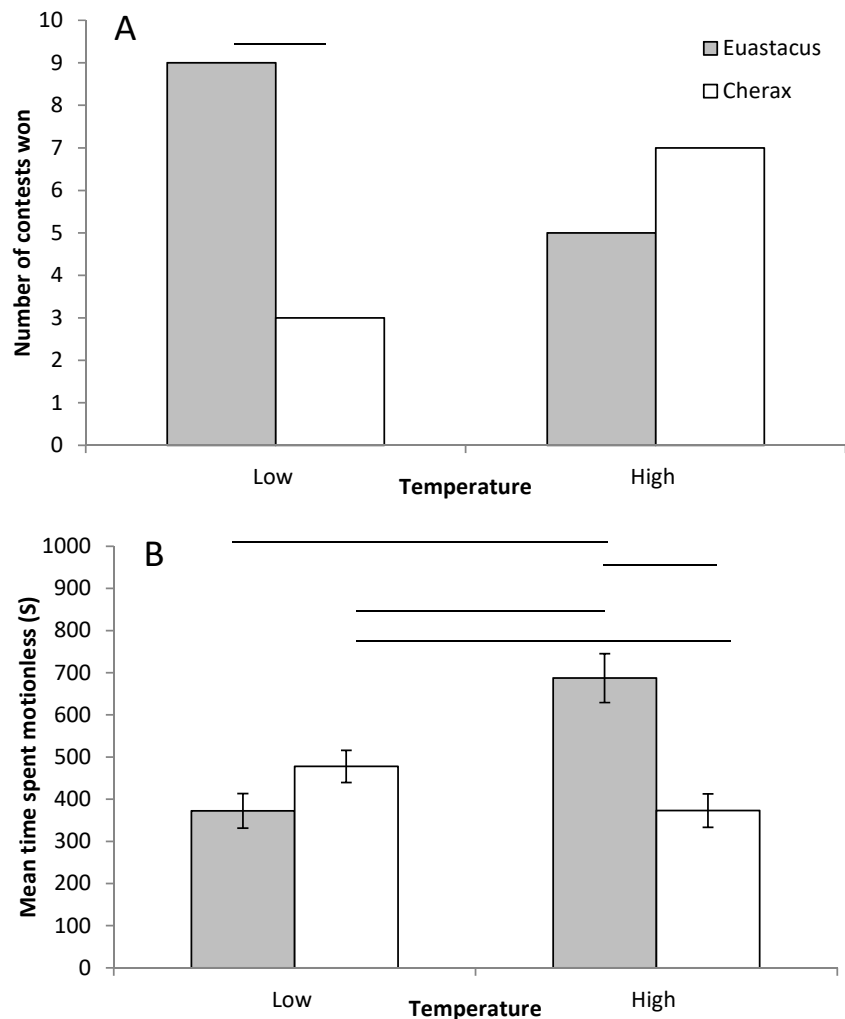 A
Euastacus
Cherax
Number of contests won
10
9
8
7
6
5
4
3
2
1
0
Low
High
Temperature
B
Mean time spent motionless (S)
1000
900
800
700
600
500
400
300
200
100
0
Low
High
Temperature